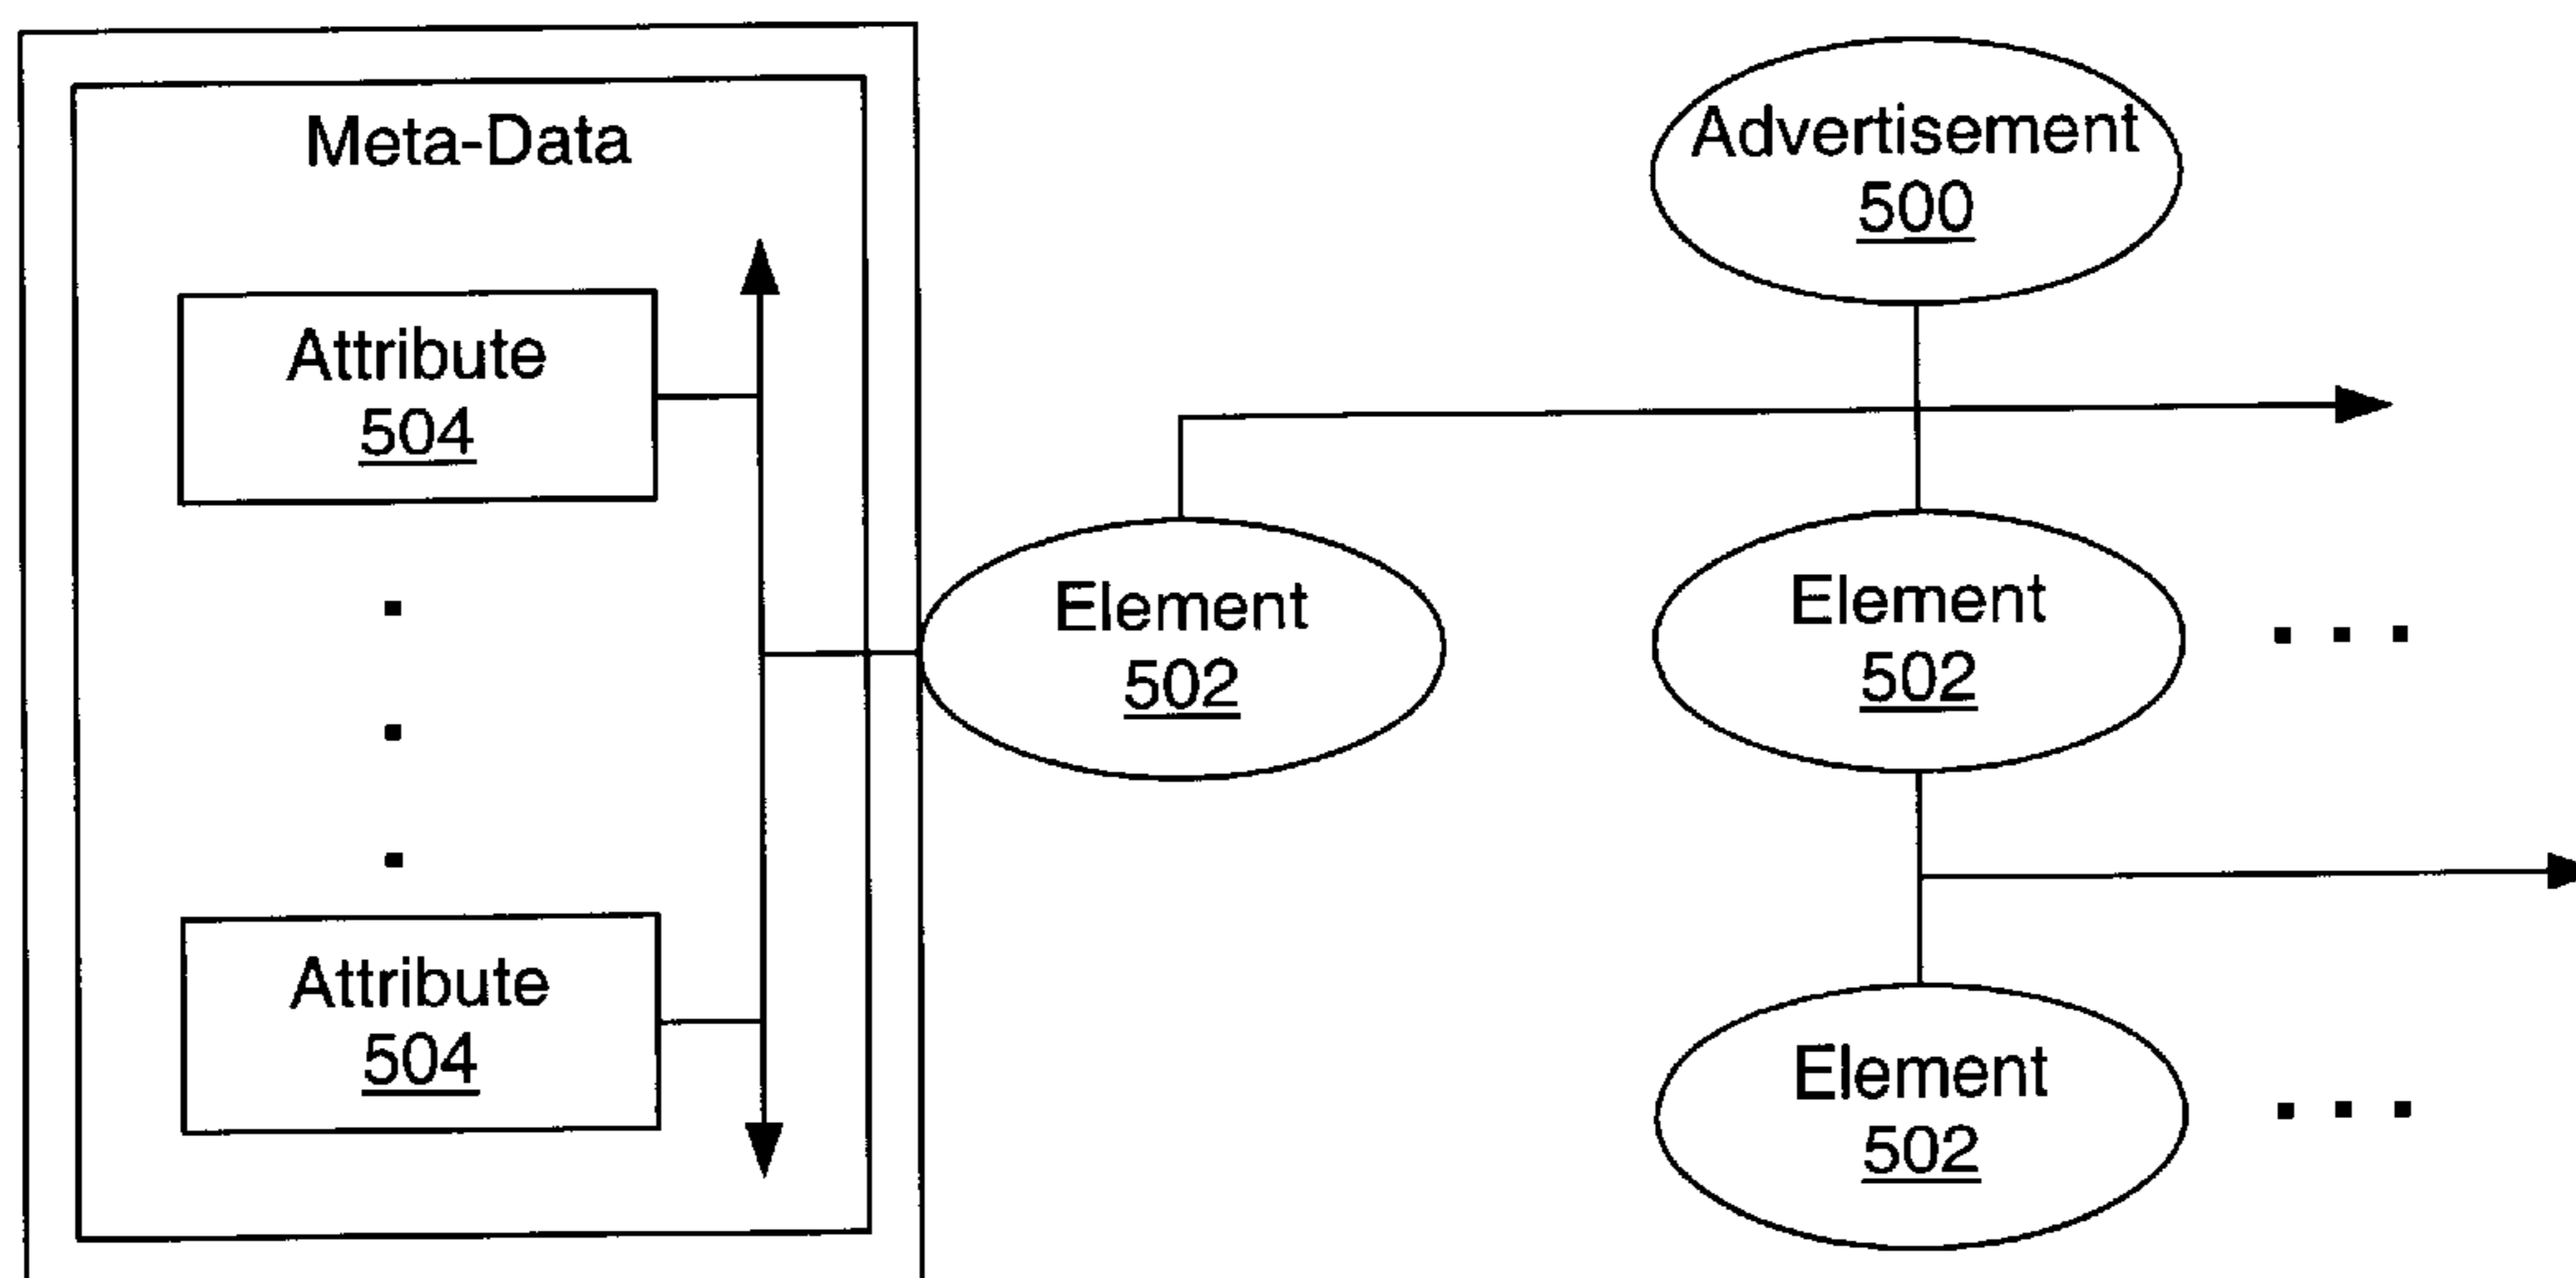 Meta-Data
Attribute
504
Attribute
504
Advertisement
500
Element
502
Element
502
Element
502